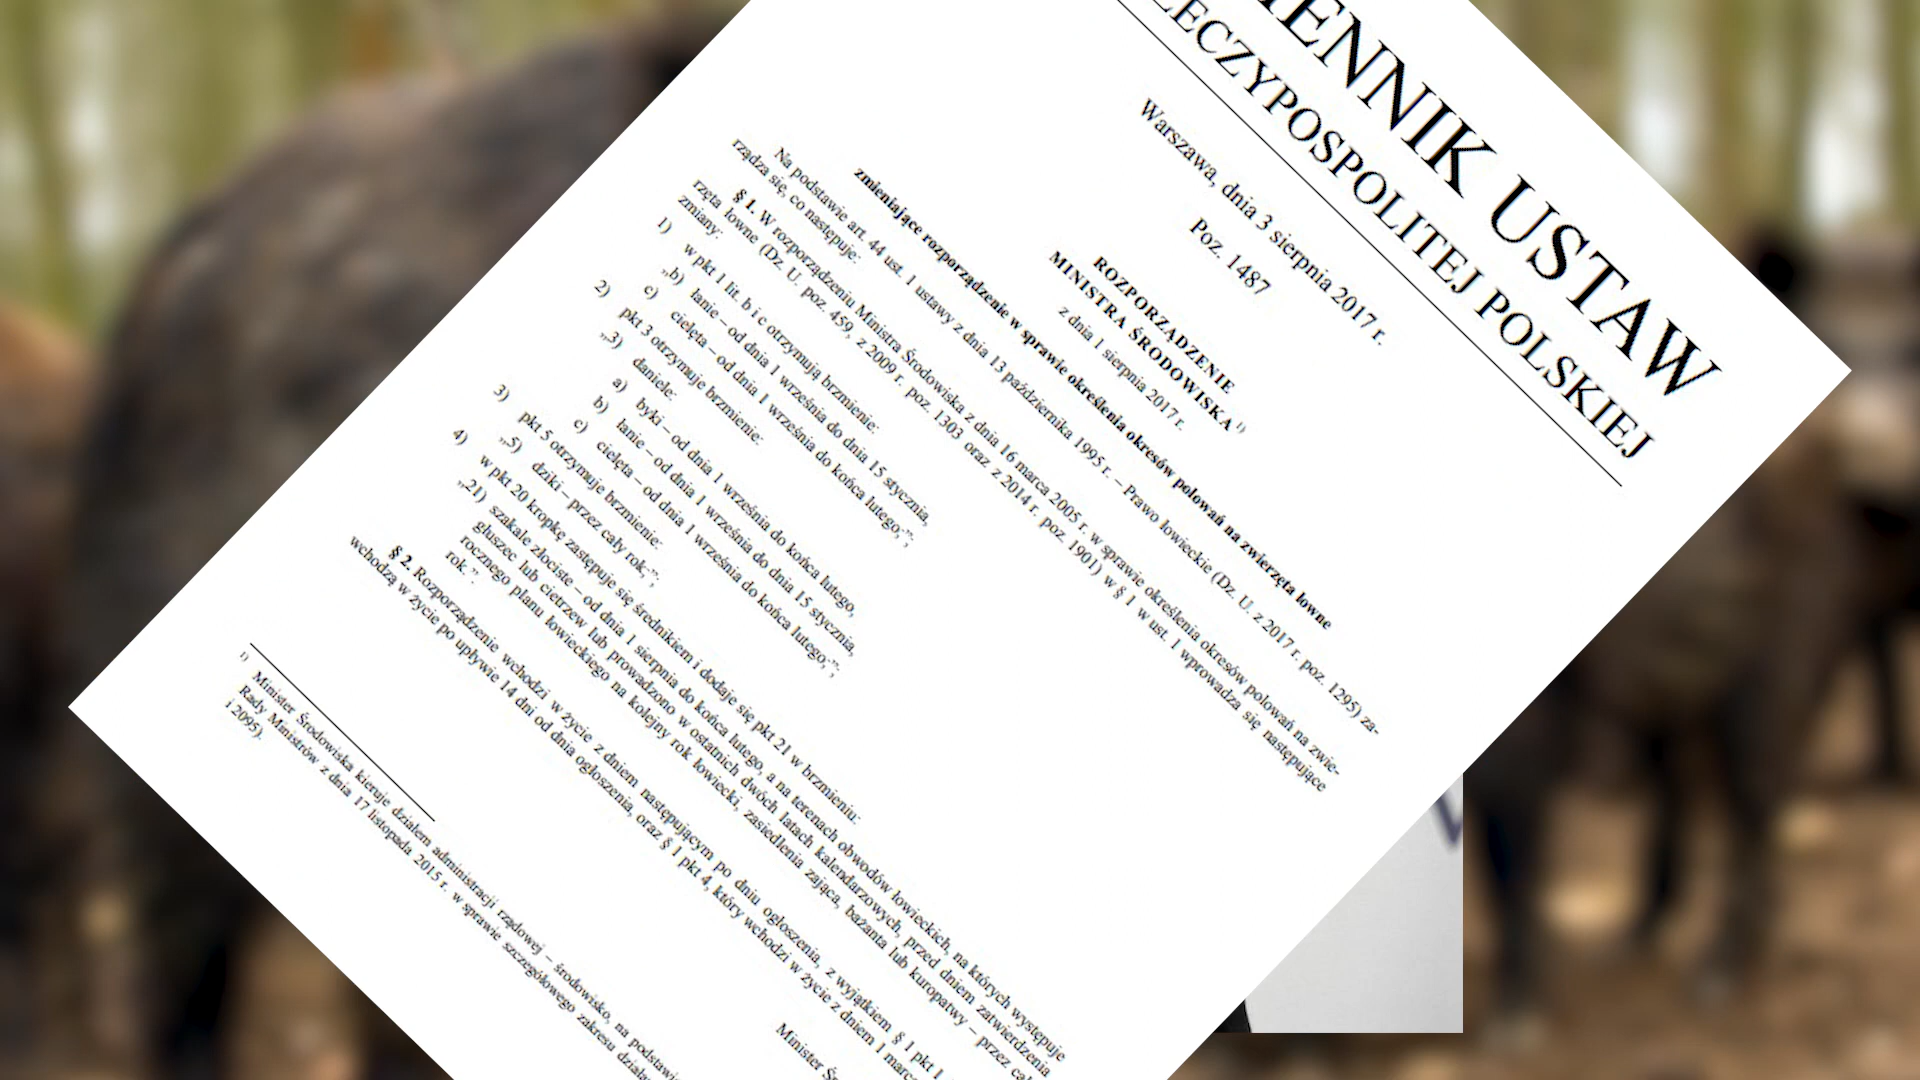 IENNIK USTAW
ECZYPOSPOLITEJ POLSKIEJ
Warszawa, dnia 3 sierpnia 2017 r.
Poz. 1487
ROZPORZĄDZENIE
MINISTRA ŚRODOWISKA 1)
z dnia 1 sierpnia 2017 r.
zmieniające rozporządzenie w sprawie określenia okresów polowań na zwierzęta łowne
Na podstawie art. 44 ust. 1 ustawy z dnia 13 października 1995 r. – Prawo łowieckie (Dz. U. z 2017 r. poz. 1295) za-
rządza się, co następuje:
§ 1. W rozporządzeniu Ministra Środowiska z dnia 16 marca 2005 r. w sprawie określenia okresów polowań na zwie-
rzęta łowne (Dz. U. poz. 459, z 2009 r. poz. 1303 oraz z 2014 r. poz. 1901) w § 1 w ust. 1 wprowadza się następujące
zmiany:
1) w pkt 1 lit. b i c otrzymują brzmienie:
„b) łanie – od dnia 1 września do dnia 15 stycznia,
c) cielęta – od dnia 1 września do końca lutego,”;
2) pkt 3 otrzymuje brzmienie:
„3) daniele:
a) byki – od dnia 1 września do końca lutego,
b) łanie – od dnia 1 września do dnia 15 stycznia,
c) cielęta – od dnia 1 września do końca lutego;”;
3) pkt 5 otrzymuje brzmienie:
„5) dziki – przez cały rok;”;
4) w pkt 20 kropkę zastępuje się średnikiem i dodaje się pkt 21 w brzmieniu:
„21) szakale złociste – od dnia 1 sierpnia do końca lutego, a na terenach obwodów łowieckich, na których występuje
głuszec lub cietrzew lub prowadzono w ostatnich dwóch latach kalendarzowych, przed dniem zatwierdzenia
rocznego planu łowieckiego na kolejny rok łowiecki, zasiedlenia zająca, bażanta lub kuropatwy – przez cał
rok.”.
§ 2. Rozporządzenie wchodzi w życie z dniem następującym po dniu ogłoszenia, z wyjątkiem § 1 pkt 1
wchodzą w życie po upływie 14 dni od dnia ogłoszenia, oraz § 1 pkt 4, który wchodzi w życie z dniem 1 marc
Minister Śr
1) Minister Środowiska kieruje działem administracji rządowej – środowisko, na podstawi
Rady Ministrów z dnia 17 listopada 2015 r. w sprawie szczegółowego zakresu działa
i 2095).